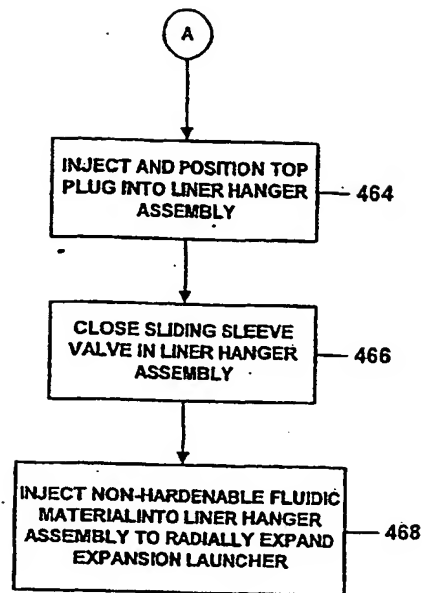 A
INJECT AND POSITION TOP
PLUG INTO LINER HANGER
ASSEMBLY
464
CLOSE SLIDING SLEEVE
VALVE IN LINER HANGER
ASSEMBLY
466
INJECT NON-HARDENABLE FLUIDIC
MATERIALINTO LINER HANGER
ASSEMBLY TO RADIALLY EXPAND
EXPANSION LAUNCHER
468